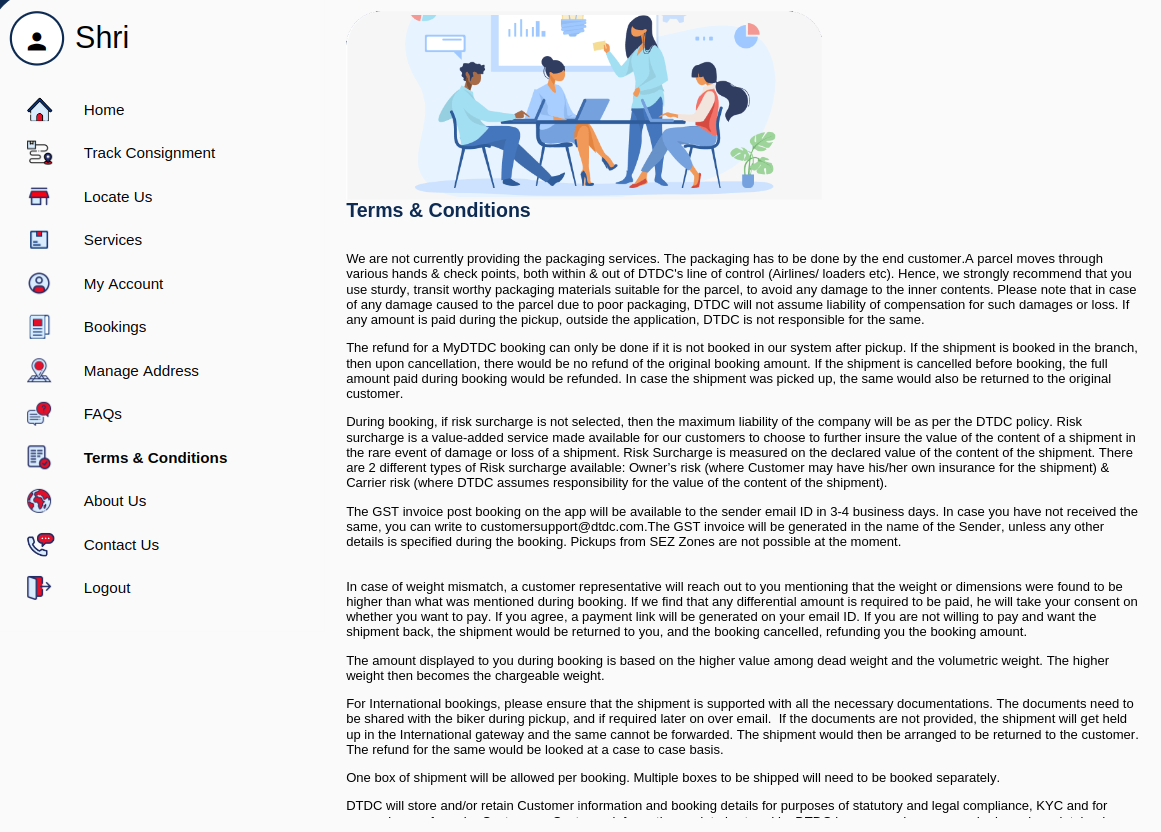 Shri
Home
Track Consignment
Locate Us
Services
My Account
Bookings
Manage Address
FAQs
Terms & Conditions
About Us
Contact Us
Logout
Terms & Conditions
We are not currently providing the packaging services. The packaging has to be done by the end customer.A parcel moves through
various hands & check points, both within & out of DTDC's line of control (Airlines/ loaders etc). Hence, we strongly recommend that you
use sturdy, transit worthy packaging materials suitable for the parcel, to avoid any damage to the inner contents. Please note that in case
of any damage caused to the parcel due to poor packaging, DTDC will not assume liability of compensation for such damages or loss. If
any amount is paid during the pickup, outside the application, DTDC is not responsible for the same.
The refund for a MyDTDC booking can only be done if it is not booked in our system after pickup. If the shipment is booked in the branch,
then upon cancellation, there would be no refund of the original booking amount. If the shipment is cancelled before booking, the full
amount paid during booking would be refunded. In case the shipment was picked up, the same would also be returned to the original
customer.
During booking, if risk surcharge is not selected, then the maximum liability of the company will be as per the DTDC policy. Risk
surcharge is a value-added service made available for our customers to choose to further insure the value of the content of a shipment in
the rare event of damage or loss of a shipment. Risk Surcharge is measured on the declared value of the content of the shipment. There
are 2 different types of Risk surcharge available: Owner’s risk (where Customer may have his/her own insurance for the shipment) &
Carrier risk (where DTDC assumes responsibility for the value of the content of the shipment).
The GST invoice post booking on the app will be available to the sender email ID in 3-4 business days. In case you have not received the
same, you can write to customersupport@dtdc.com.The GST invoice will be generated in the name of the Sender, unless any other
details is specified during the booking. Pickups from SEZ Zones are not possible at the moment.
In case of weight mismatch, a customer representative will reach out to you mentioning that the weight or dimensions were found to be
higher than what was mentioned during booking. If we find that any differential amount is required to be paid, he will take your consent on
whether you want to pay. If you agree, a payment link will be generated on your email ID. If you are not willing to pay and want the
shipment back, the shipment would be returned to you, and the booking cancelled, refunding you the booking amount.
The amount displayed to you during booking is based on the higher value among dead weight and the volumetric weight. The higher
weight then becomes the chargeable weight.
For International bookings, please ensure that the shipment is supported with all the necessary documentations. The documents need to
be shared with the biker during pickup, and if required later on over email.  If the documents are not provided, the shipment will get held
up in the International gateway and the same cannot be forwarded. The shipment would then be arranged to be returned to the customer.
The refund for the same would be looked at a case to case basis.
One box of shipment will be allowed per booking. Multiple boxes to be shipped will need to be booked separately.
DTDC will store and/or retain Customer information and booking details for purposes of statutory and legal compliance, KYC and for